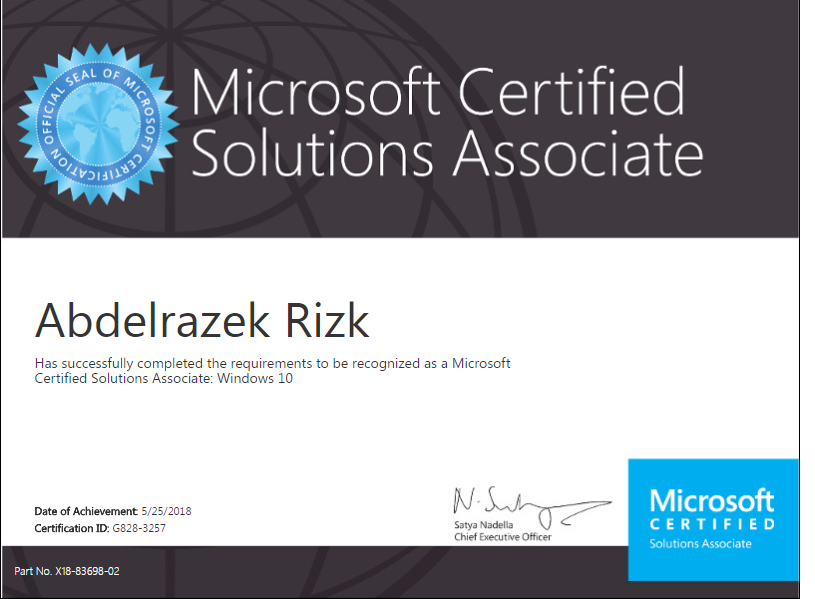 OFFICIAL SEAL OF MICROSOFT CERTIFICATION
Microsoft Certified
Solutions Associate
Abdelrazek Rizk
Has successfully completed the requirements to be recognized as a Microsoft
Certified Solutions Associate: Windows 10
Date of Achievement: 5/25/2018
Certification ID: G828-3257
Satya Nadella
Chief Executive Officer
Microsoft
CERTIFIED
Solutions Associate
Part No. X18-83698-02